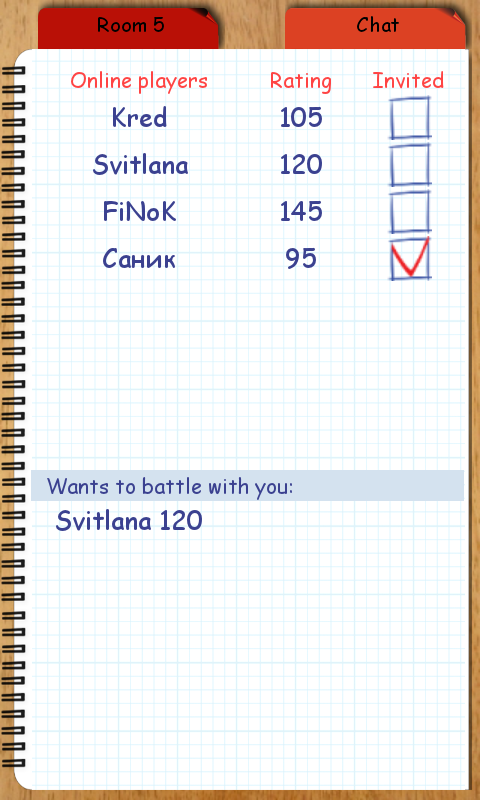 Room 5 Chat
Online players Rating Invited
Kred 105
Svitlana 120
FiNoK 145
Саник 95
Wants to battle with you:
Svitlana 120